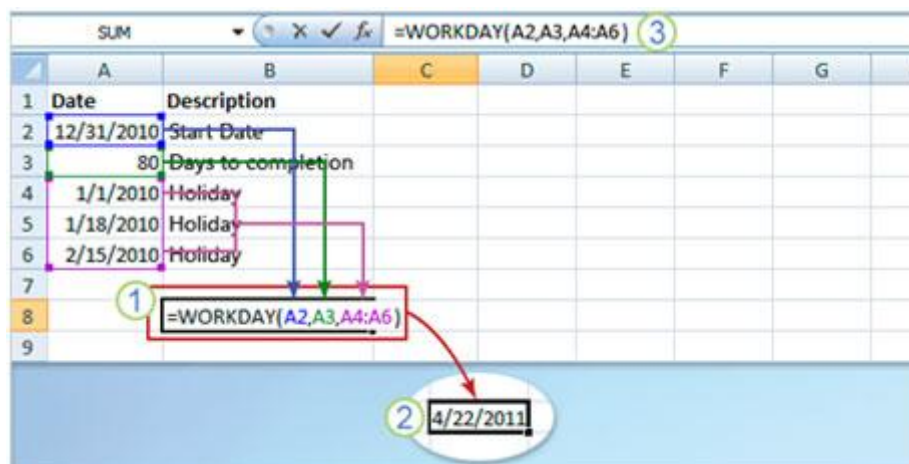 SUM fx =WORKDAY(A2,A3,A4:A6) 3
A B C D E F G
1 Date Description
2 12/31/2010 Start Date
3 80 Days to completion
4 1/1/2010 Holiday
5 1/18/2010 Holiday
6 2/15/2010 Holiday
7
1
8 =WORKDAY(A2,A3,A4:A6)
9
2 4/22/2011